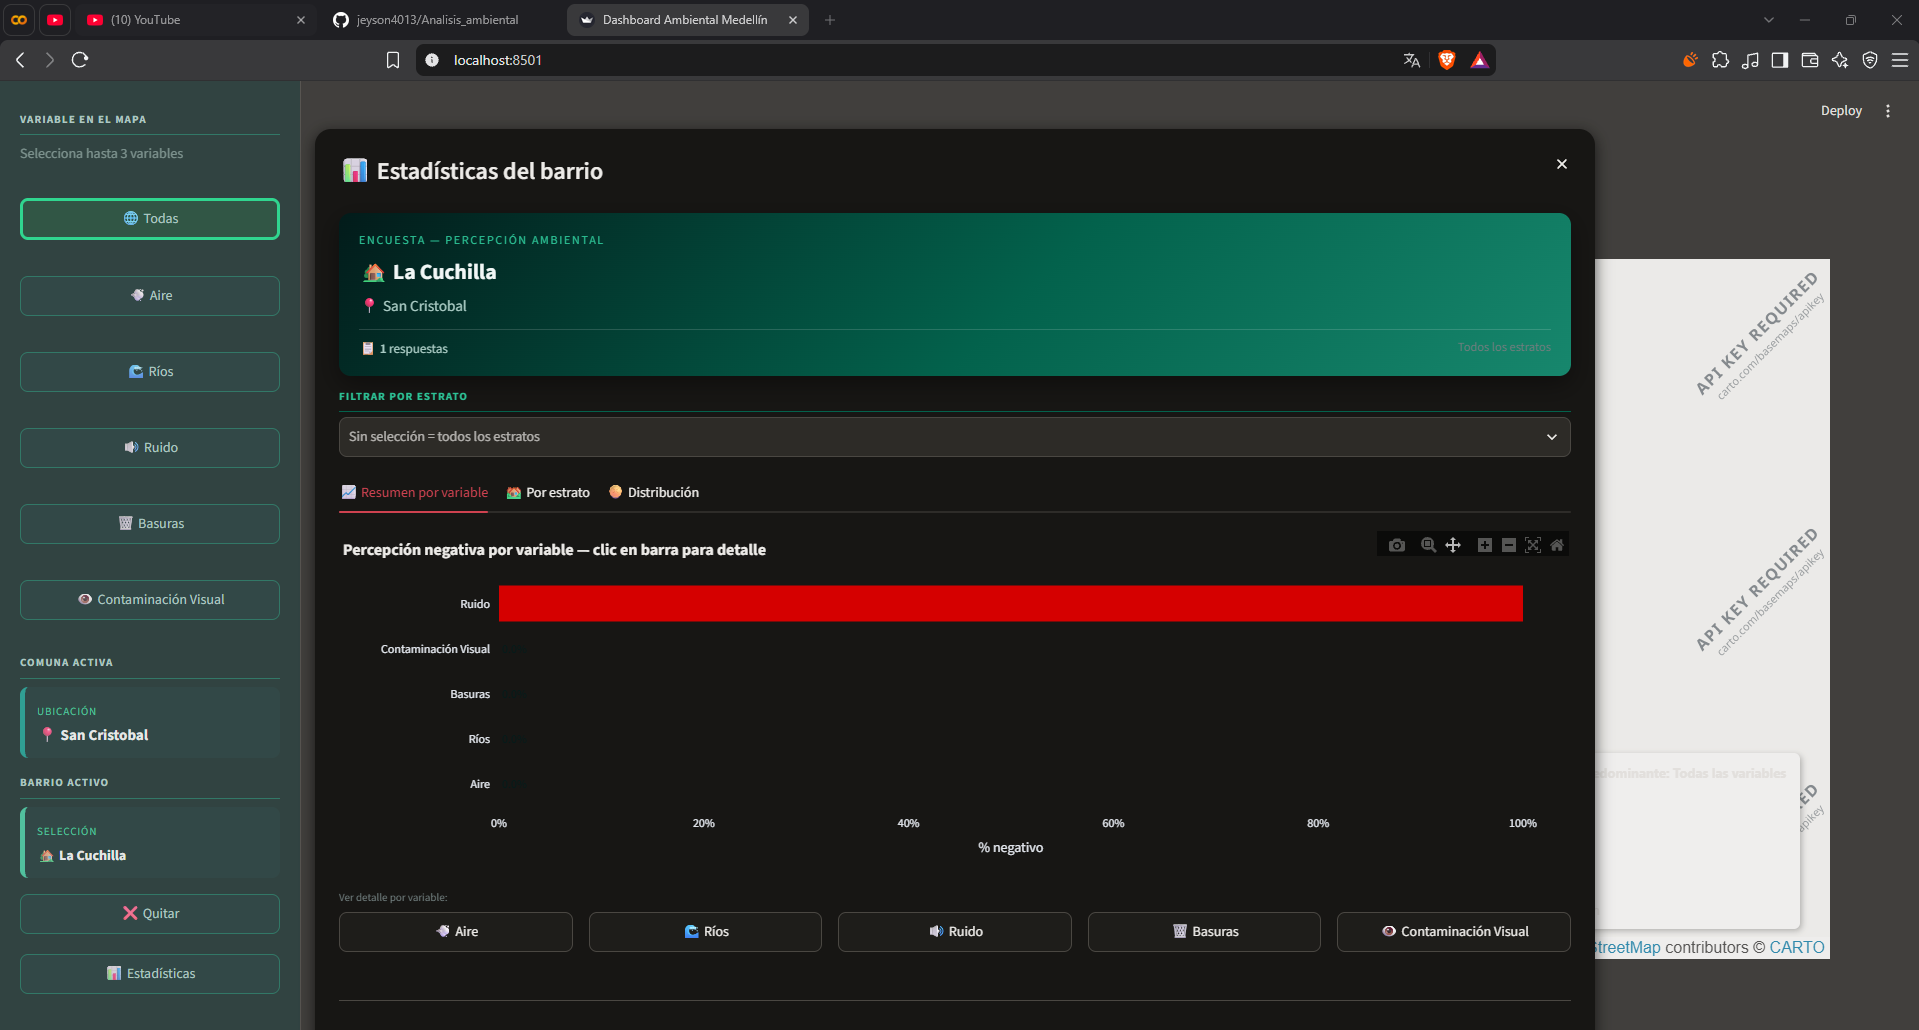 (10) YouTube
jeyson4013/Analisis_ambiental
Dashboard Ambiental Medellín
localhost:8501
Deploy
VARIABLE EN EL MAPA
Selecciona hasta 3 variables
Todas
Aire
Ríos
Ruido
Basuras
Contaminación Visual
COMUNA ACTIVA
UBICACIÓN
San Cristobal
BARRIO ACTIVO
SELECCIÓN
La Cuchilla
Quitar
Estadísticas
Estadísticas del barrio
ENCUESTA — PERCEPCIÓN AMBIENTAL
La Cuchilla
San Cristobal
1 respuestas
Todos los estratos
FILTRAR POR ESTRATO
Sin selección = todos los estratos
Resumen por variable
Por estrato
Distribución
Percepción negativa por variable — clic en barra para detalle
Ruido
Contaminación Visual
Basuras
Ríos
Aire
0%
20%
40%
60%
80%
100%
% negativo
Ver detalle por variable:
Aire
Ríos
Ruido
Basuras
Contaminación Visual
API KEY REQUIRED
carto.com/basemaps/apikey
API KEY REQUIRED
carto.com/basemaps/apikey
edominante: Todas las variables
ED
apikey
StreetMap contributors © CARTO